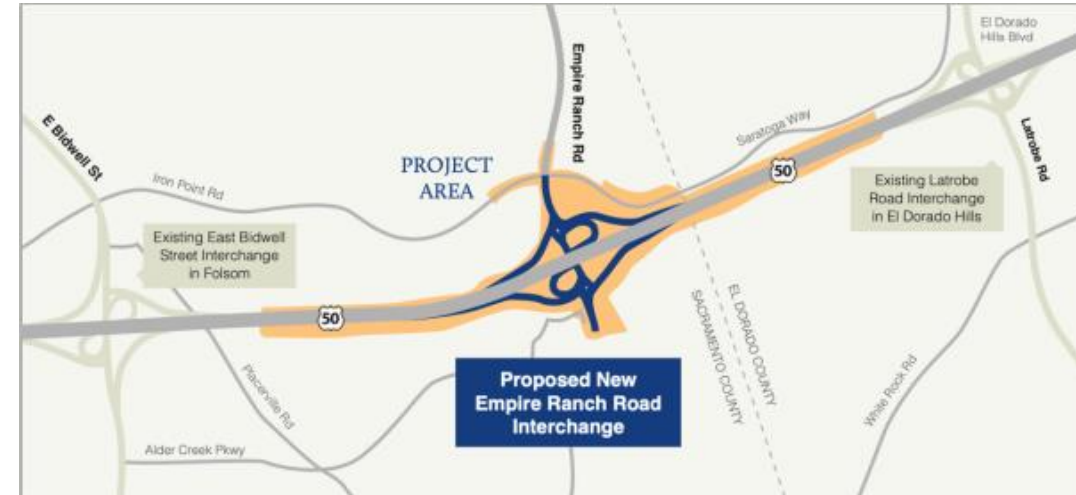 El Dorado
Hills Blvd
Empire Ranch Rd
E Bidwell St
Saratoga Way
Latrobe Rd
PROJECT
AREA
Iron Point Rd
50
Existing Latrobe
Road Interchange
in El Dorado Hills
Existing East Bidwell
Street Interchange
in Folsom
50
EL DORADO COUNTY
SACRAMENTO COUNTY
Placerville Rd
White Rock Rd
Proposed New
Empire Ranch Road
Interchange
Alder Creek Pkwy